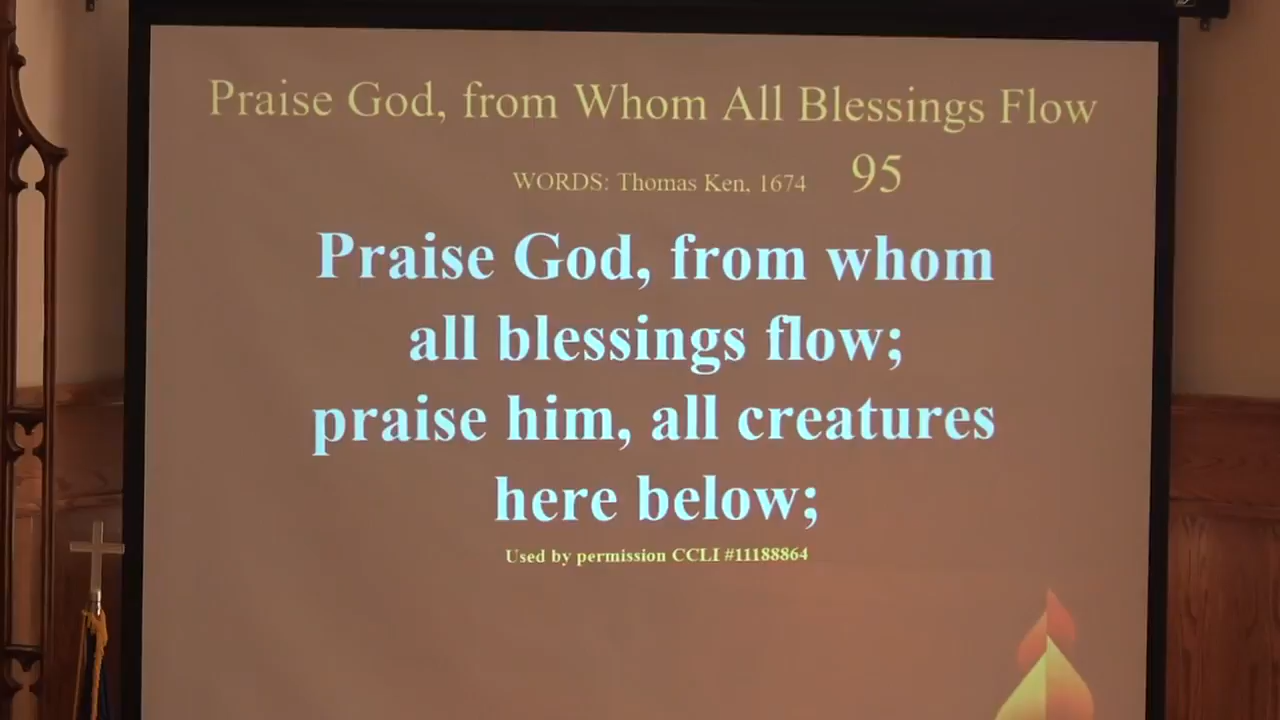 Praise God, from Whom All Blessings Flow
WORDS: Thomas Ken, 1674 95
Praise God, from whom
all blessings flow;
praise him, all creatures
here below;
Used by permission CCLI #11188864